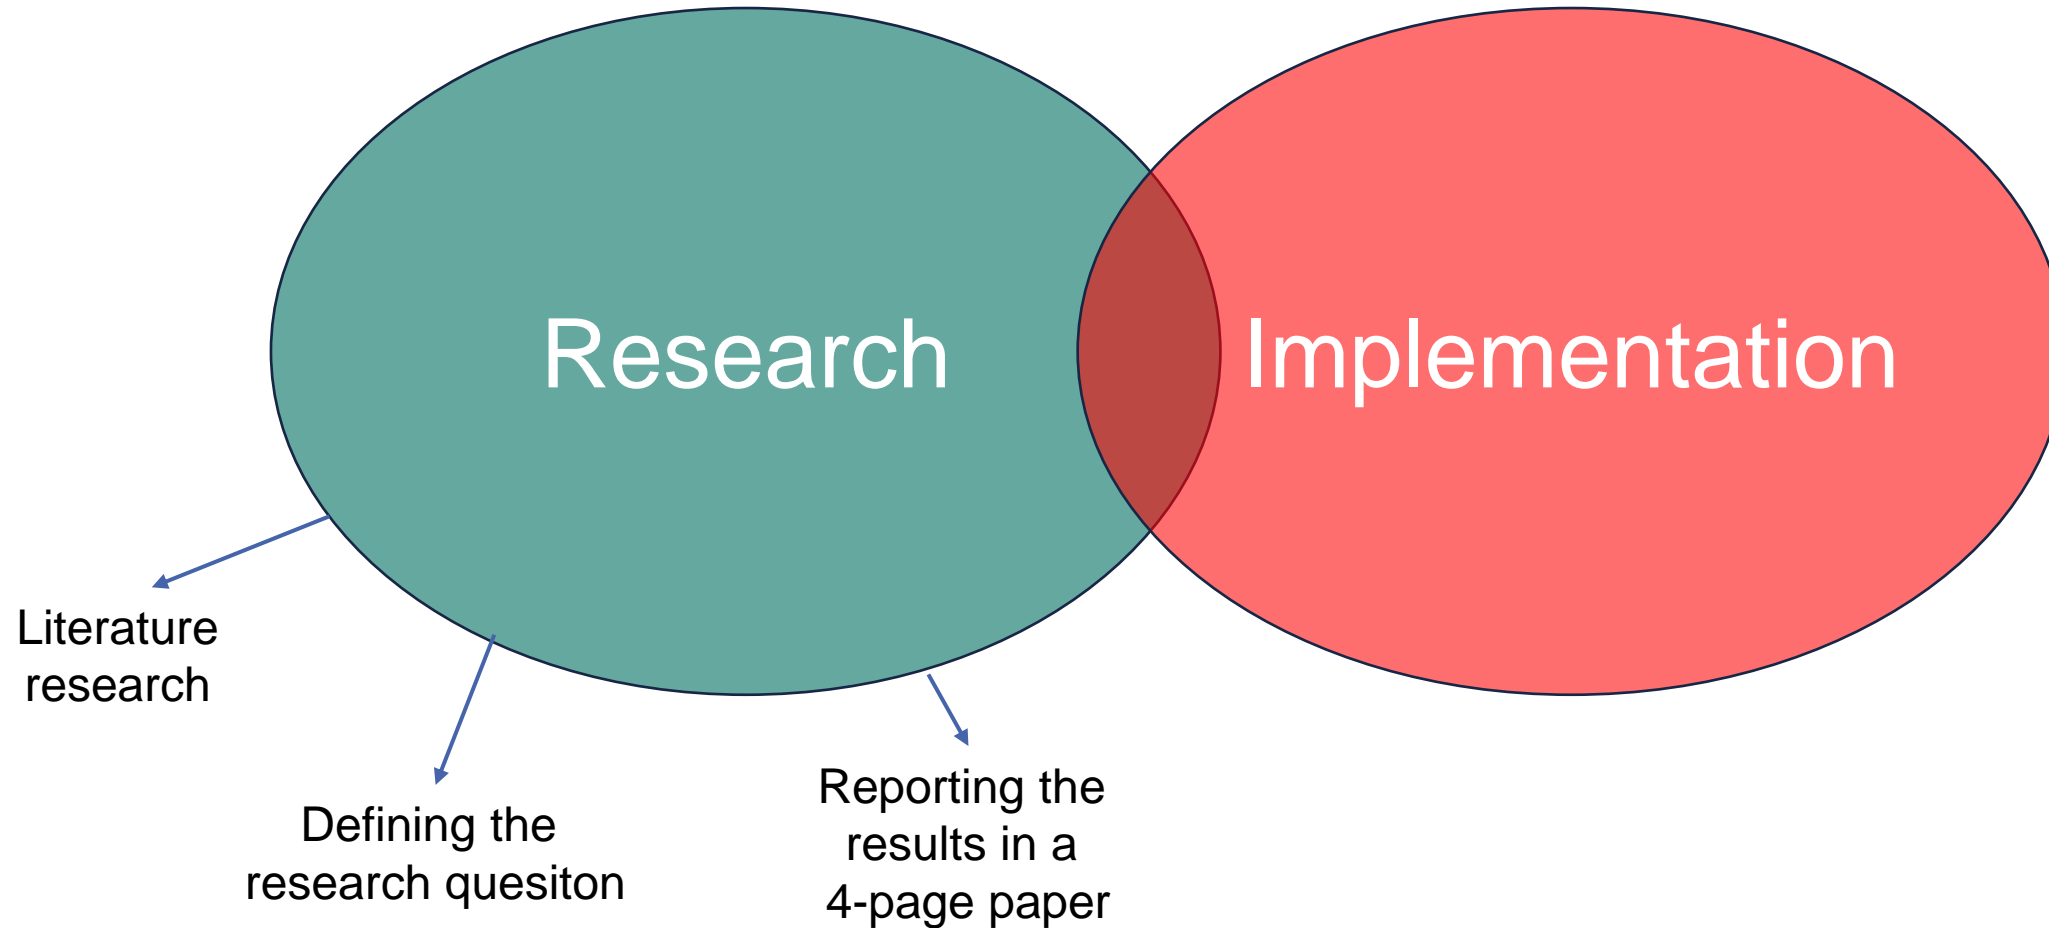 Research
Implementation
Literature
research
Defining the
research quesiton
Reporting the
results in a
4-page paper